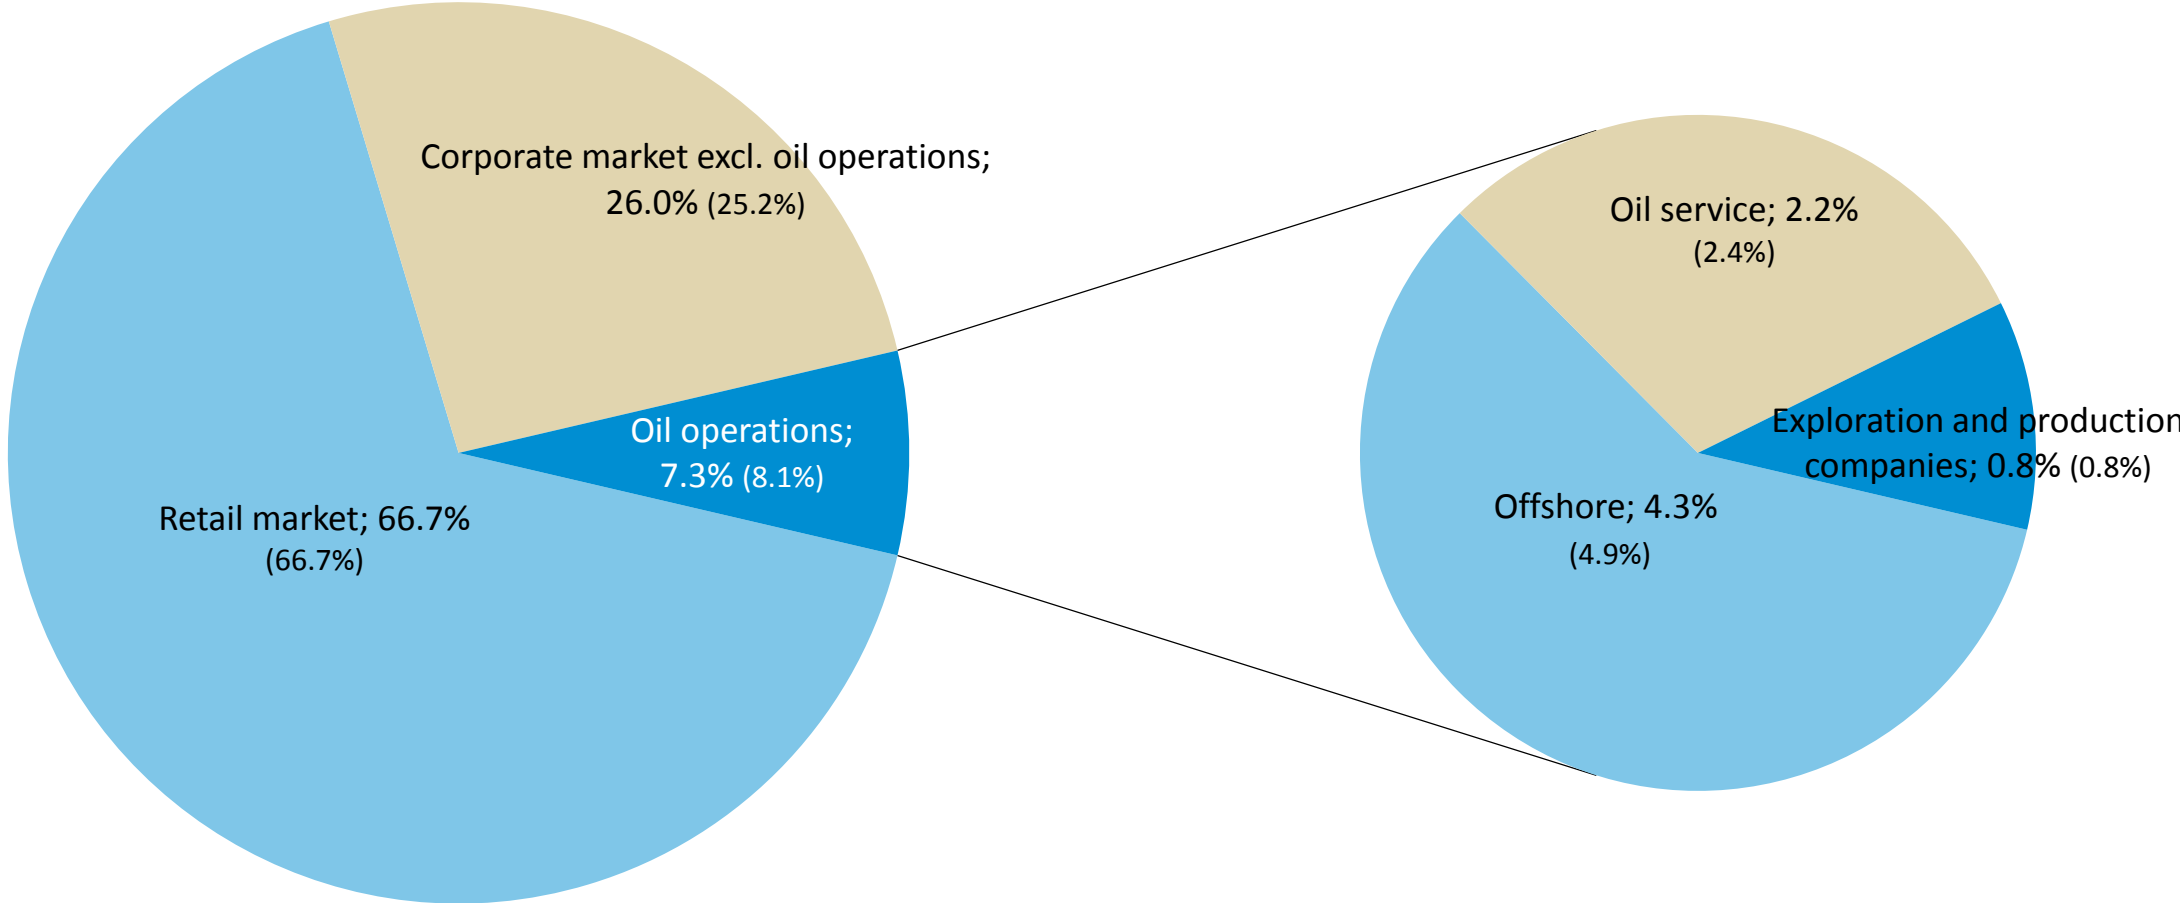 Corporate market excl. oil operations;
26.0% (25.2%)
Oil operations;
7.3% (8.1%)
Retail market; 66.7%
(66.7%)
Oil service; 2.2%
(2.4%)
Exploration and production
companies; 0.8% (0.8%)
Offshore; 4.3%
(4.9%)